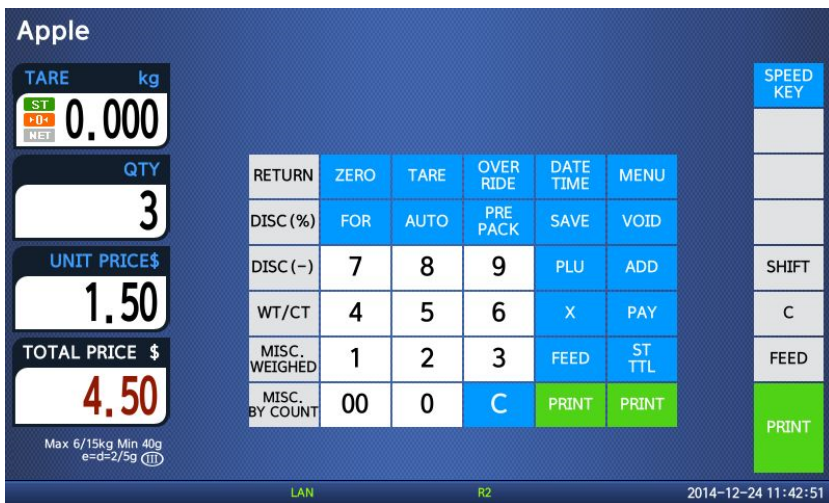 Apple
TARE kg
ST
►0◄
NET
0.000
QTY
3
UNIT PRICE$
1.50
TOTAL PRICE $
4.50
Max 6/15kg Min 40g
e=d=2/5g III
RETURN ZERO TARE OVER RIDE DATE TIME MENU
DISC(%) FOR AUTO PRE PACK SAVE VOID
DISC(-) 7 8 9 PLU ADD
WT/CT 4 5 6 X PAY
MISC. WEIGHED 1 2 3 FEED ST TTL
MISC. BY COUNT 00 0 C PRINT PRINT
SPEED
KEY
SHIFT
C
FEED
PRINT
LAN R2 2014-12-24 11:42:51